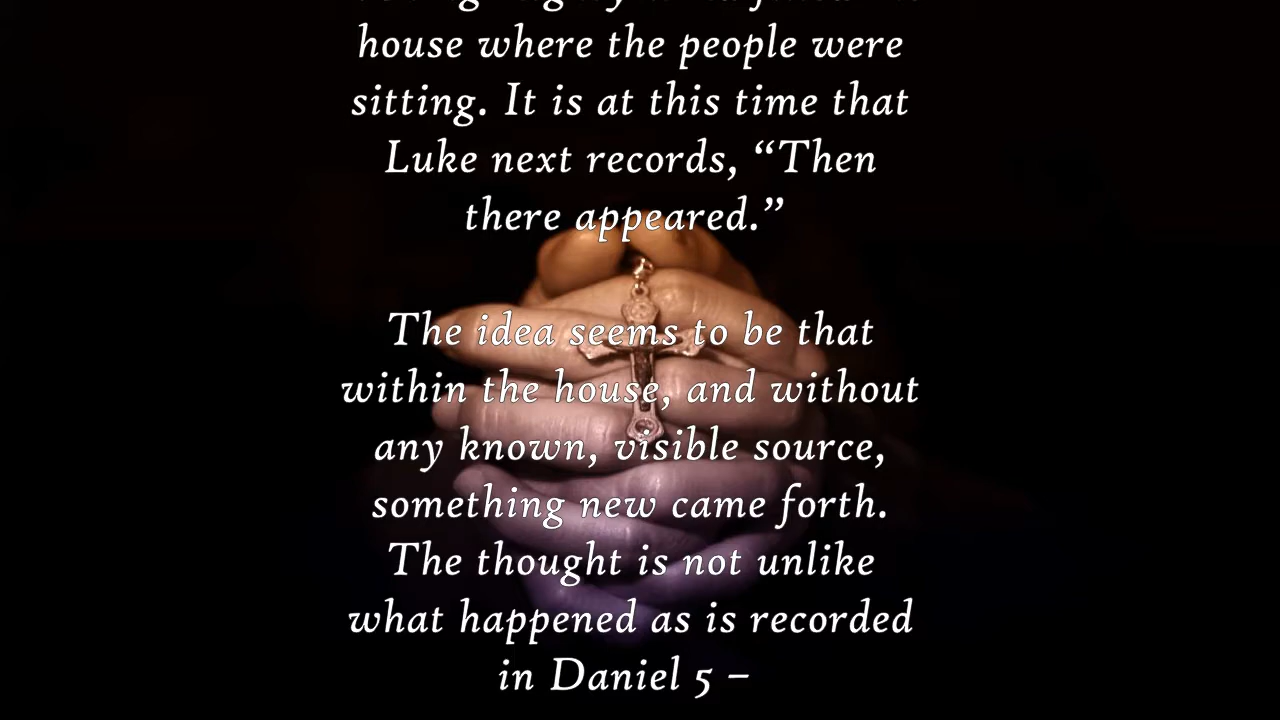 house where the people were
sitting. It is at this time that
Luke next records, “Then
there appeared.”
The idea seems to be that
within the house, and without
any known, visible source,
something new came forth.
The thought is not unlike
what happened as is recorded
in Daniel 5 –